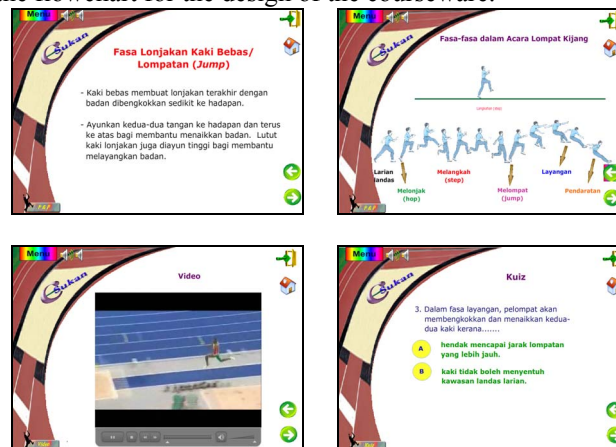 the flowchart for the design of the courseware.
Menu
Sukan
Fasa Lonjakan Kaki Bebas/
Lompatan (Jump)
- Kaki bebas membuat lonjakan terakhir dengan
badan dibengkokkan sedikit ke hadapan.
- Ayunkan kedua-dua tangan ke hadapan dan terus
ke atas bagi membantu menaikkan badan. Lutut
kaki lonjakan juga diayun tinggi bagi membantu
melayangkan badan.
Menu
Sukan
Fasa-fasa dalam Acara Lompat Kijang
Larian
landas
Melonjak
(hop)
Melangkah
(step)
Melompat
(jump)
Layangan
Pendaratan
Menu
Sukan
Video
Menu
Sukan
Kuiz
3. Dalam fasa layangan, pelompat akan
membengkokkan dan menaikkan kedua-
dua kaki kerana.......
A hendak mencapai jarak lompatan
yang lebih jauh.
B kaki tidak boleh menyentuh
kawasan landas larian.